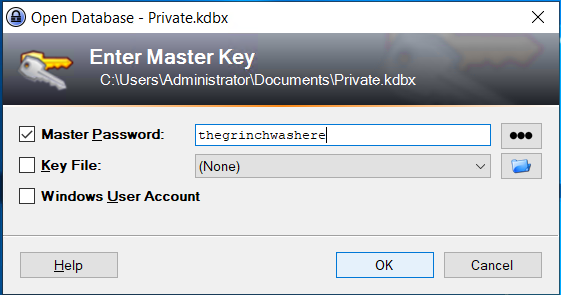 Open Database - Private.kdbx
Enter Master Key
C:\Users\Administrator\Documents\Private.kdbx
Master Password: thegrinchwashere
Key File: (None)
Windows User Account
Help OK Cancel